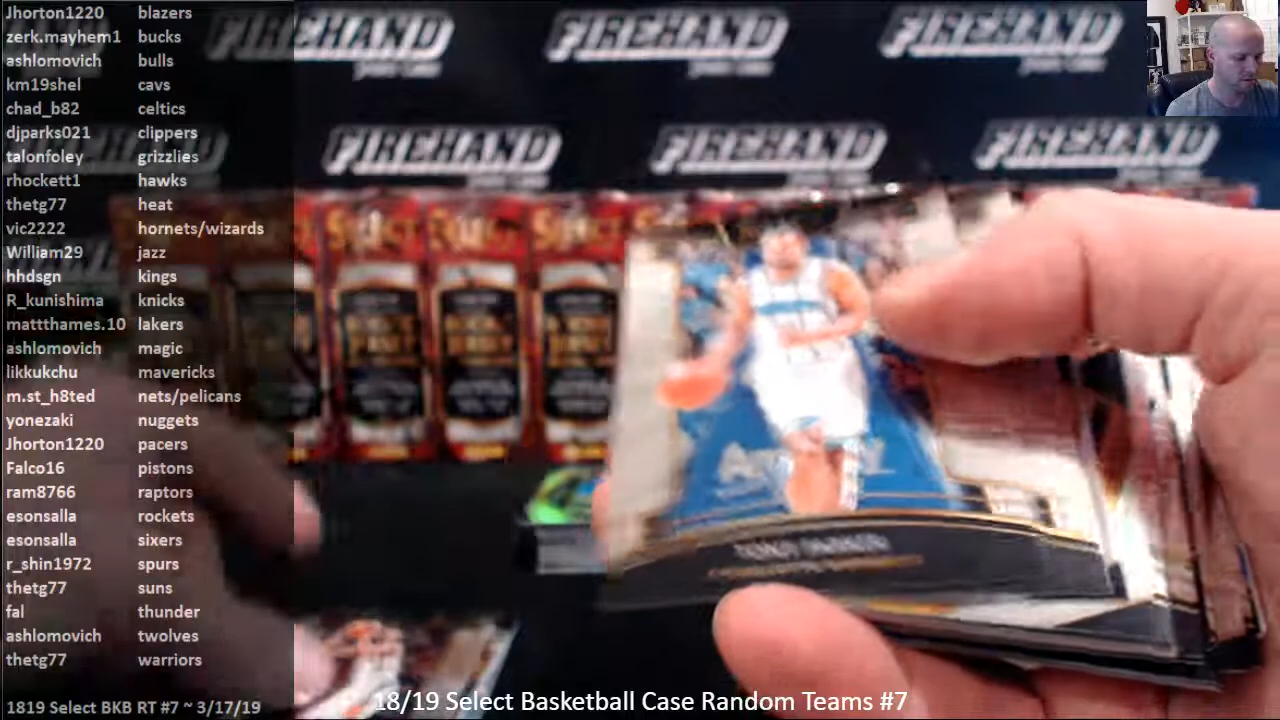 Jhorton1220 blazers
zerk.mayhem1 bucks
ashlomovich bulls
km19shel cavs
chad_b82 celtics
djparks021 clippers
talonfoley grizzlies
rhockett1 hawks
thetg77 heat
vic2222 hornets/wizards
William29 jazz
hhdsgn kings
R_kunishima knicks
mattthames.10 lakers
ashlomovich magic
likkukchu mavericks
m.st_h8ted nets/pelicans
yonezaki nuggets
Jhorton1220 pacers
Falco16 pistons
ram8766 raptors
esonsalla rockets
esonsalla sixers
r_shin1972 spurs
thetg77 suns
fal thunder
ashlomovich twolves
thetg77 warriors
1819 Select BKB RT #7 ~ 3/17/19
FIREHAND FIREHAND FIREHAND
FIREHAND FIREHAND FIREHAND
SELECT
18/19 Select Basketball Case Random Teams #7